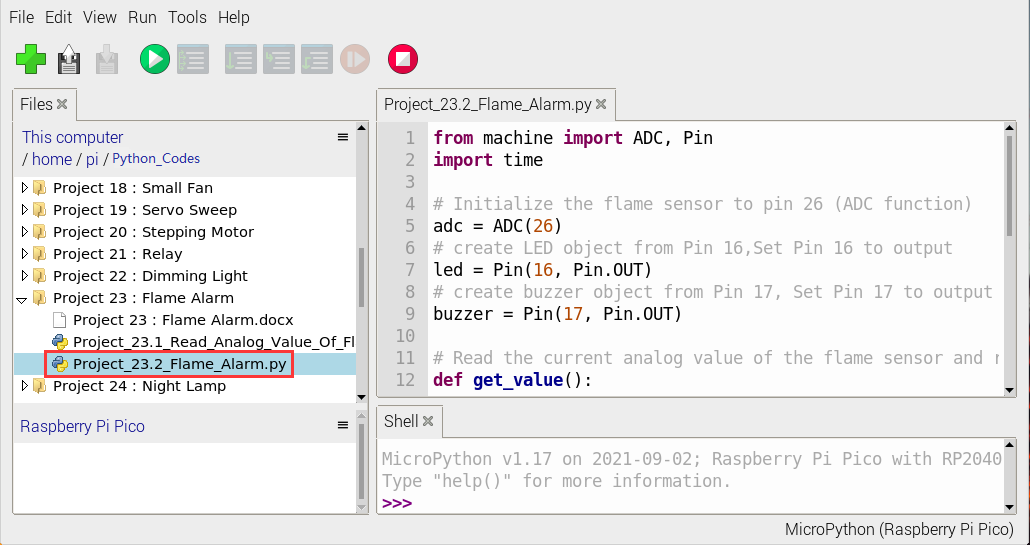 File Edit View Run Tools Help
Files
This computer
/ home / pi / Python_Codes
Project 18 : Small Fan
Project 19 : Servo Sweep
Project 20 : Stepping Motor
Project 21 : Relay
Project 22 : Dimming Light
Project 23 : Flame Alarm
Project 23 : Flame Alarm.docx
Project_23.1_Read_Analog_Value_Of_Fl
Project_23.2_Flame_Alarm.py
Project 24 : Night Lamp
Raspberry Pi Pico
Project_23.2_Flame_Alarm.py
1 from machine import ADC, Pin
2 import time
3
4 # Initialize the flame sensor to pin 26 (ADC function)
5 adc = ADC(26)
6 # create LED object from Pin 16,Set Pin 16 to output
7 led = Pin(16, Pin.OUT)
8 # create buzzer object from Pin 17, Set Pin 17 to output
9 buzzer = Pin(17, Pin.OUT)
10
11 # Read the current analog value of the flame sensor and r
12 def get_value():
Shell
MicroPython v1.17 on 2021-09-02; Raspberry Pi Pico with RP2040
Type "help()" for more information.
>>>
MicroPython (Raspberry Pi Pico)